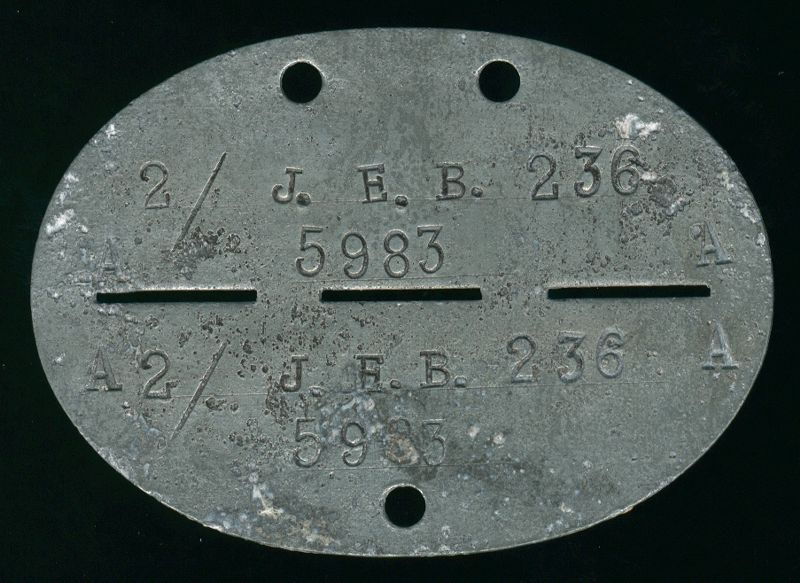 2/ J. E. B. 236
5983
A A
A 2/ J. E. B. 236 A
5983